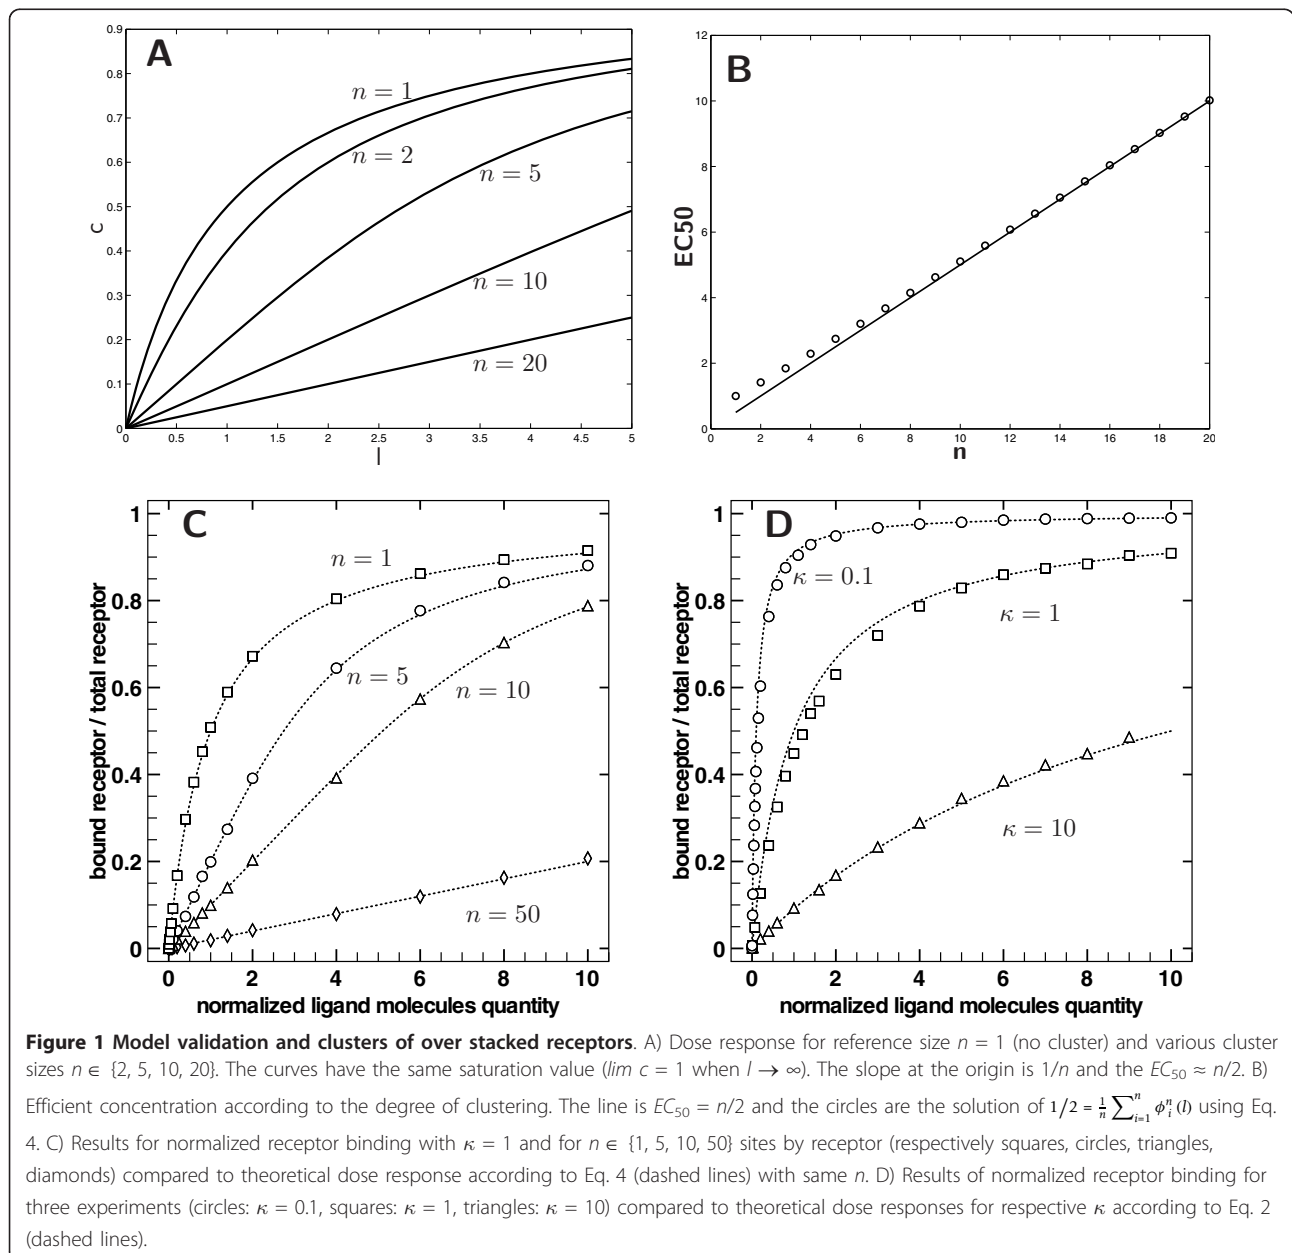 A
0.9
0.8
0.7
0.6
0.5
0.4
0.3
0.2
0.1
0
c
n = 1
n = 2
n = 5
n = 10
n = 20
0 0.5 1 1.5 2 2.5 3 3.5 4 4.5 5
l
B
12
10
8
6
4
2
0
EC50
0 2 4 6 8 10 12 14 16 18 20
n
C
1
0.8
0.6
0.4
0.2
0
bound receptor / total receptor
n = 1
n = 5
n = 10
n = 50
0 2 4 6 8 10
normalized ligand molecules quantity
D
1
0.8
0.6
0.4
0.2
0
bound receptor / total receptor
κ = 0.1
κ = 1
κ = 10
0 2 4 6 8 10
normalized ligand molecules quantity
Figure 1 Model validation and clusters of over stacked receptors. A) Dose response for reference size n = 1 (no cluster) and various cluster
sizes n ∈ {2, 5, 10, 20}. The curves have the same saturation value (lim c = 1 when l → ∞). The slope at the origin is 1/n and the EC₅₀ ≈ n/2. B)
Efficient concentration according to the degree of clustering. The line is EC₅₀ = n/2 and the circles are the solution of 1/2 = 1/n ∑ⁿᵢ₌₁ ϕⁿᵢ (l) using Eq.
4. C) Results for normalized receptor binding with κ = 1 and for n ∈ {1, 5, 10, 50} sites by receptor (respectively squares, circles, triangles,
diamonds) compared to theoretical dose response according to Eq. 4 (dashed lines) with same n. D) Results of normalized receptor binding for
three experiments (circles: κ = 0.1, squares: κ = 1, triangles: κ = 10) compared to theoretical dose responses for respective κ according to Eq. 2
(dashed lines).